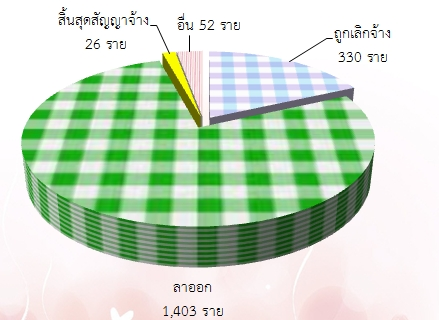 สิ้นสุดสัญญาจ้าง
26 ราย
อื่น 52 ราย
ถูกเลิกจ้าง
330 ราย
ลาออก
1,403 ราย